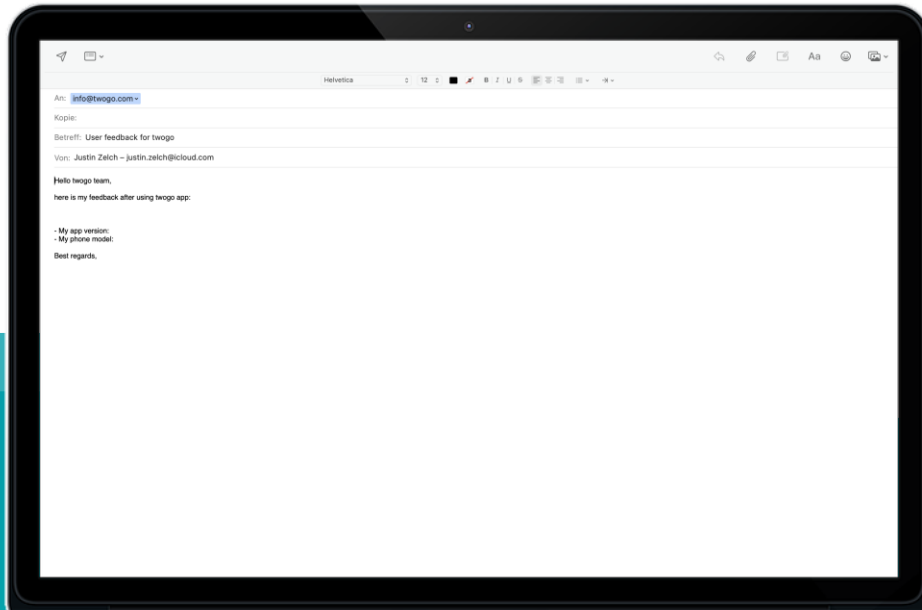 Aa
Helvetica 12 B I U S
An: info@twogo.com
Kopie:
Betreff: User feedback for twogo
Von: Justin Zelch – justin.zelch@icloud.com
Hello twogo team,
here is my feedback after using twogo app:
- My app version:
- My phone model:
Best regards,